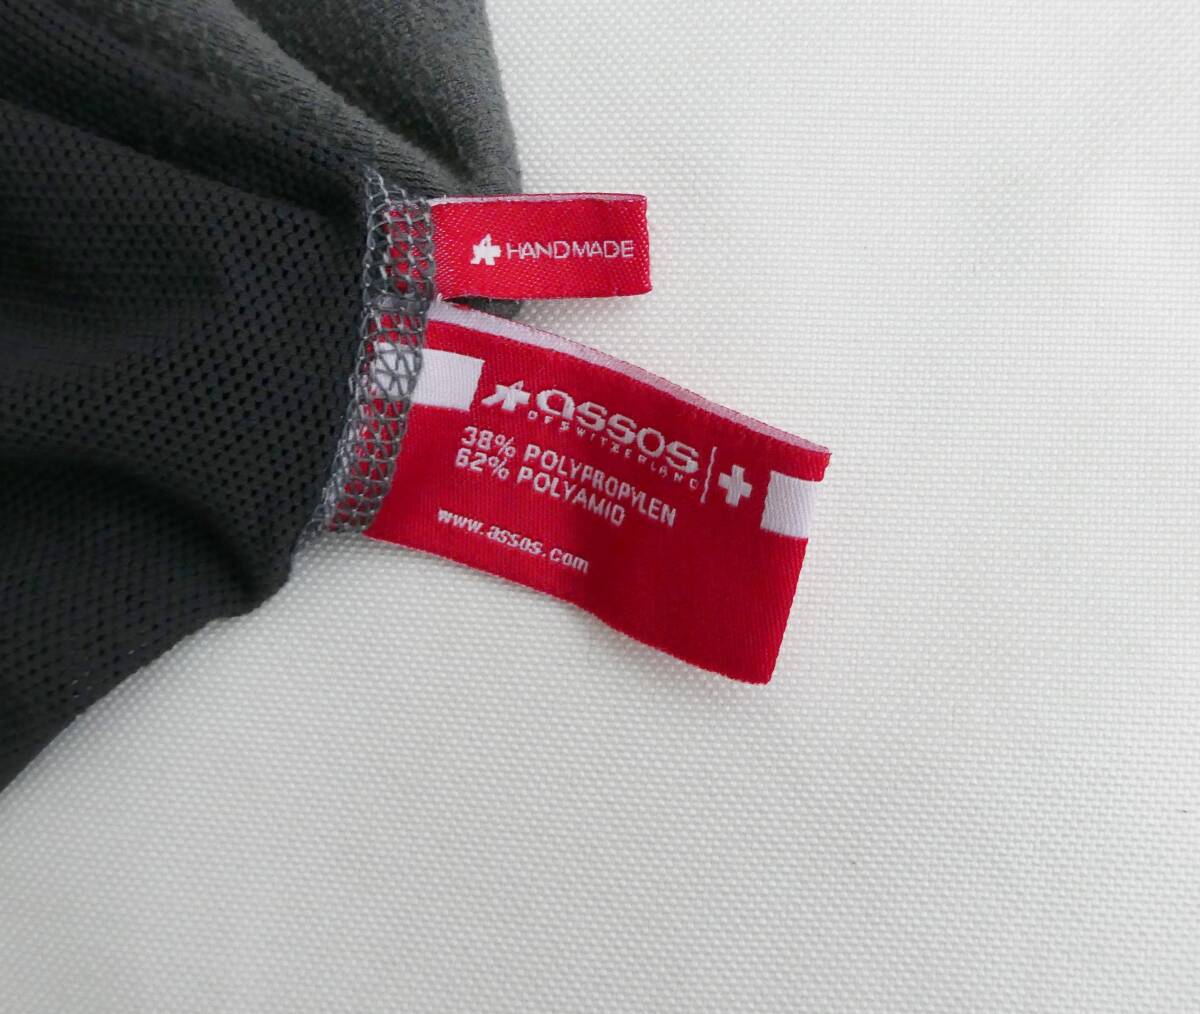 HANDMADE
assos
OF SWITZERLAND
38% POLYPROPYLEN
62% POLYAMID
www.assos.com